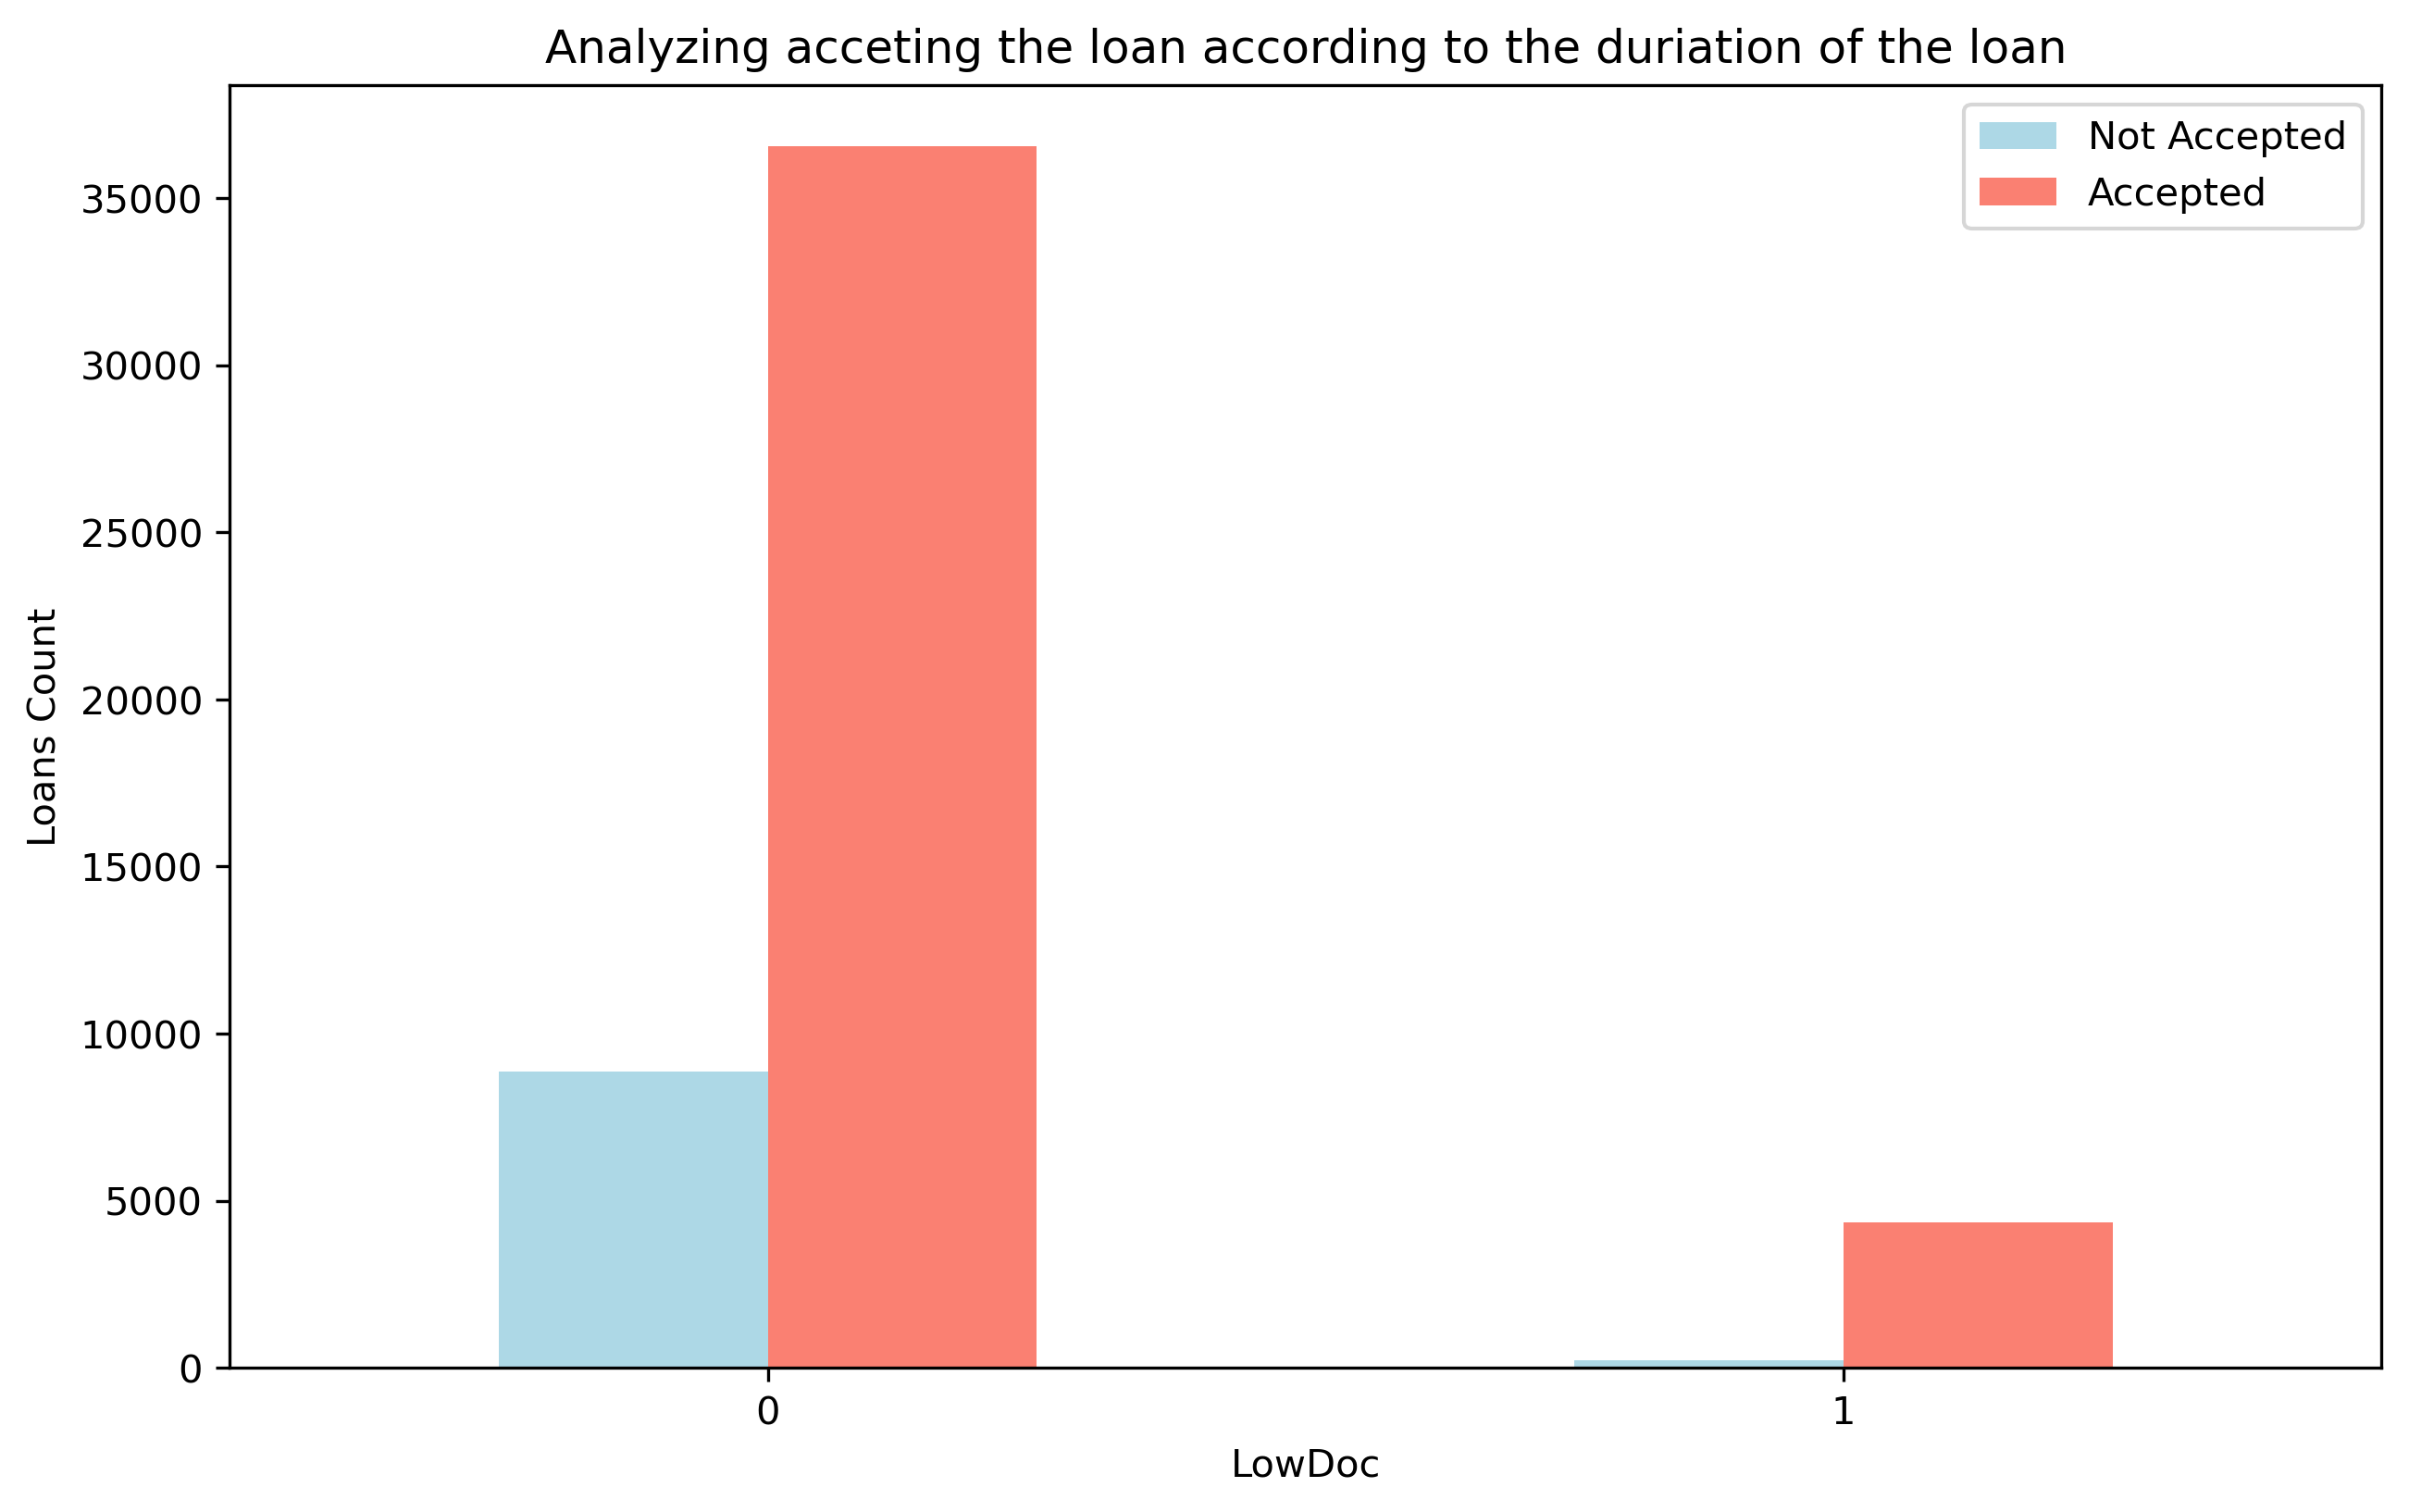 Analyzing acceting the loan according to the duriation of the loan
Not Accepted
Accepted
35000
30000
25000
20000
15000
10000
5000
0
Loans Count
0
1
LowDoc